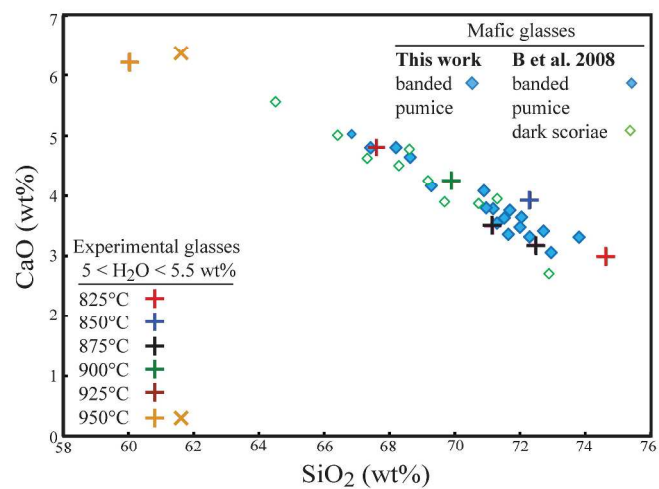 7
6
5
4
3
2
1
0
CaO (wt%)
Mafic glasses
This work B et al. 2008
banded banded
pumice pumice
dark scoriae
Experimental glasses
5 < H₂O < 5.5 wt%
825°C
850°C
875°C
900°C
925°C
950°C
58 60 62 64 66 68 70 72 74 76
SiO₂ (wt%)